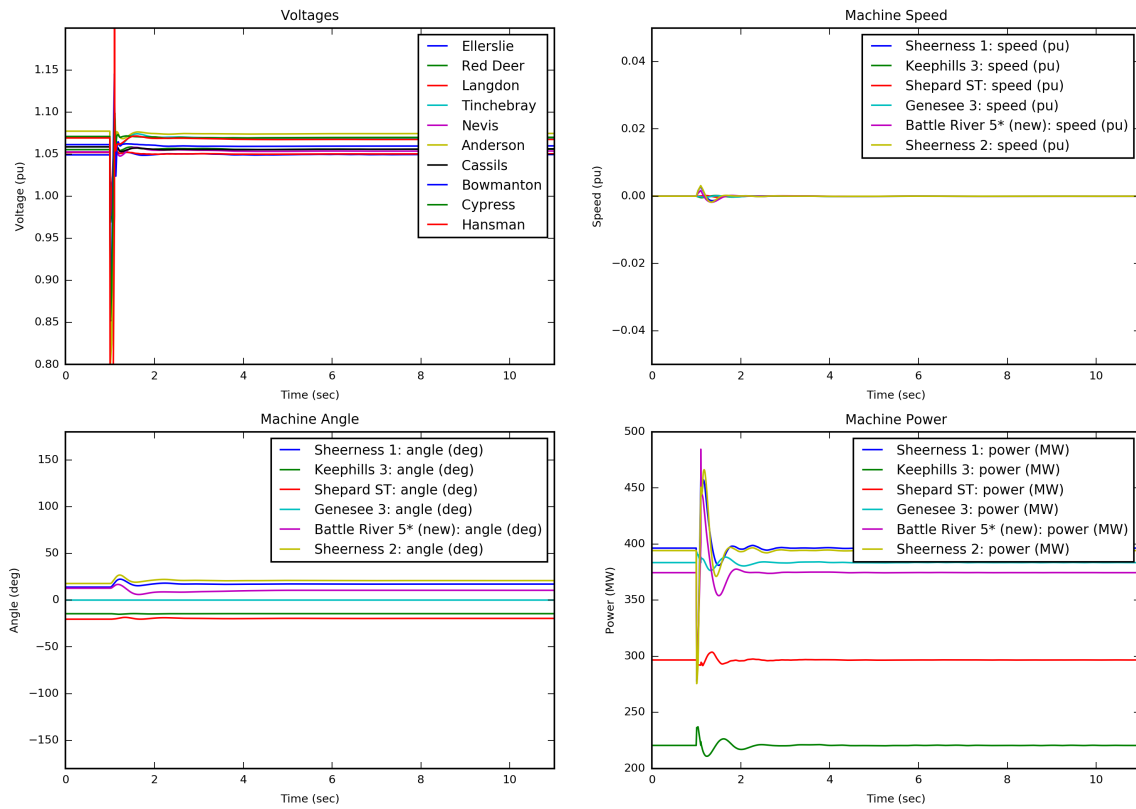 Voltages
1.15
1.10
1.05
1.00
0.95
0.90
0.85
0.80
Voltage (pu)
Ellerslie
Red Deer
Langdon
Tinchebray
Nevis
Anderson
Cassils
Bowmanton
Cypress
Hansman
0 2 4 6 8 10
Time (sec)
Machine Speed
0.04
0.02
0.00
−0.02
−0.04
Speed (pu)
Sheerness 1: speed (pu)
Keephills 3: speed (pu)
Shepard ST: speed (pu)
Genesee 3: speed (pu)
Battle River 5* (new): speed (pu)
Sheerness 2: speed (pu)
0 2 4 6 8 10
Time (sec)
Machine Angle
150
100
50
0
−50
−100
−150
Angle (deg)
Sheerness 1: angle (deg)
Keephills 3: angle (deg)
Shepard ST: angle (deg)
Genesee 3: angle (deg)
Battle River 5* (new): angle (deg)
Sheerness 2: angle (deg)
0 2 4 6 8 10
Time (sec)
Machine Power
500
450
400
350
300
250
200
Power (MW)
Sheerness 1: power (MW)
Keephills 3: power (MW)
Shepard ST: power (MW)
Genesee 3: power (MW)
Battle River 5* (new): power (MW)
Sheerness 2: power (MW)
0 2 4 6 8 10
Time (sec)